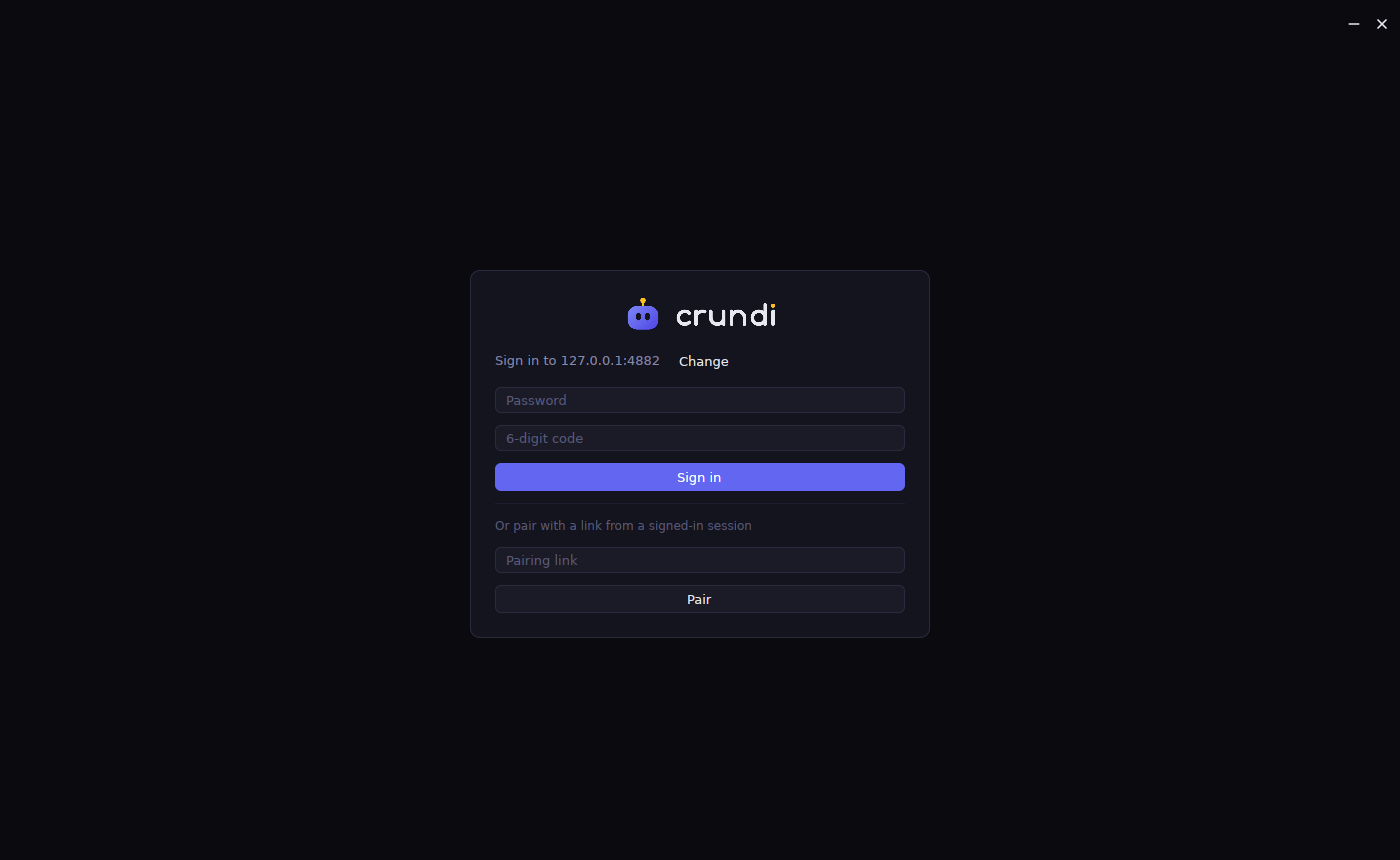 crundi
Sign in to 127.0.0.1:4882 Change
Password
6-digit code
Sign in
Or pair with a link from a signed-in session
Pairing link
Pair